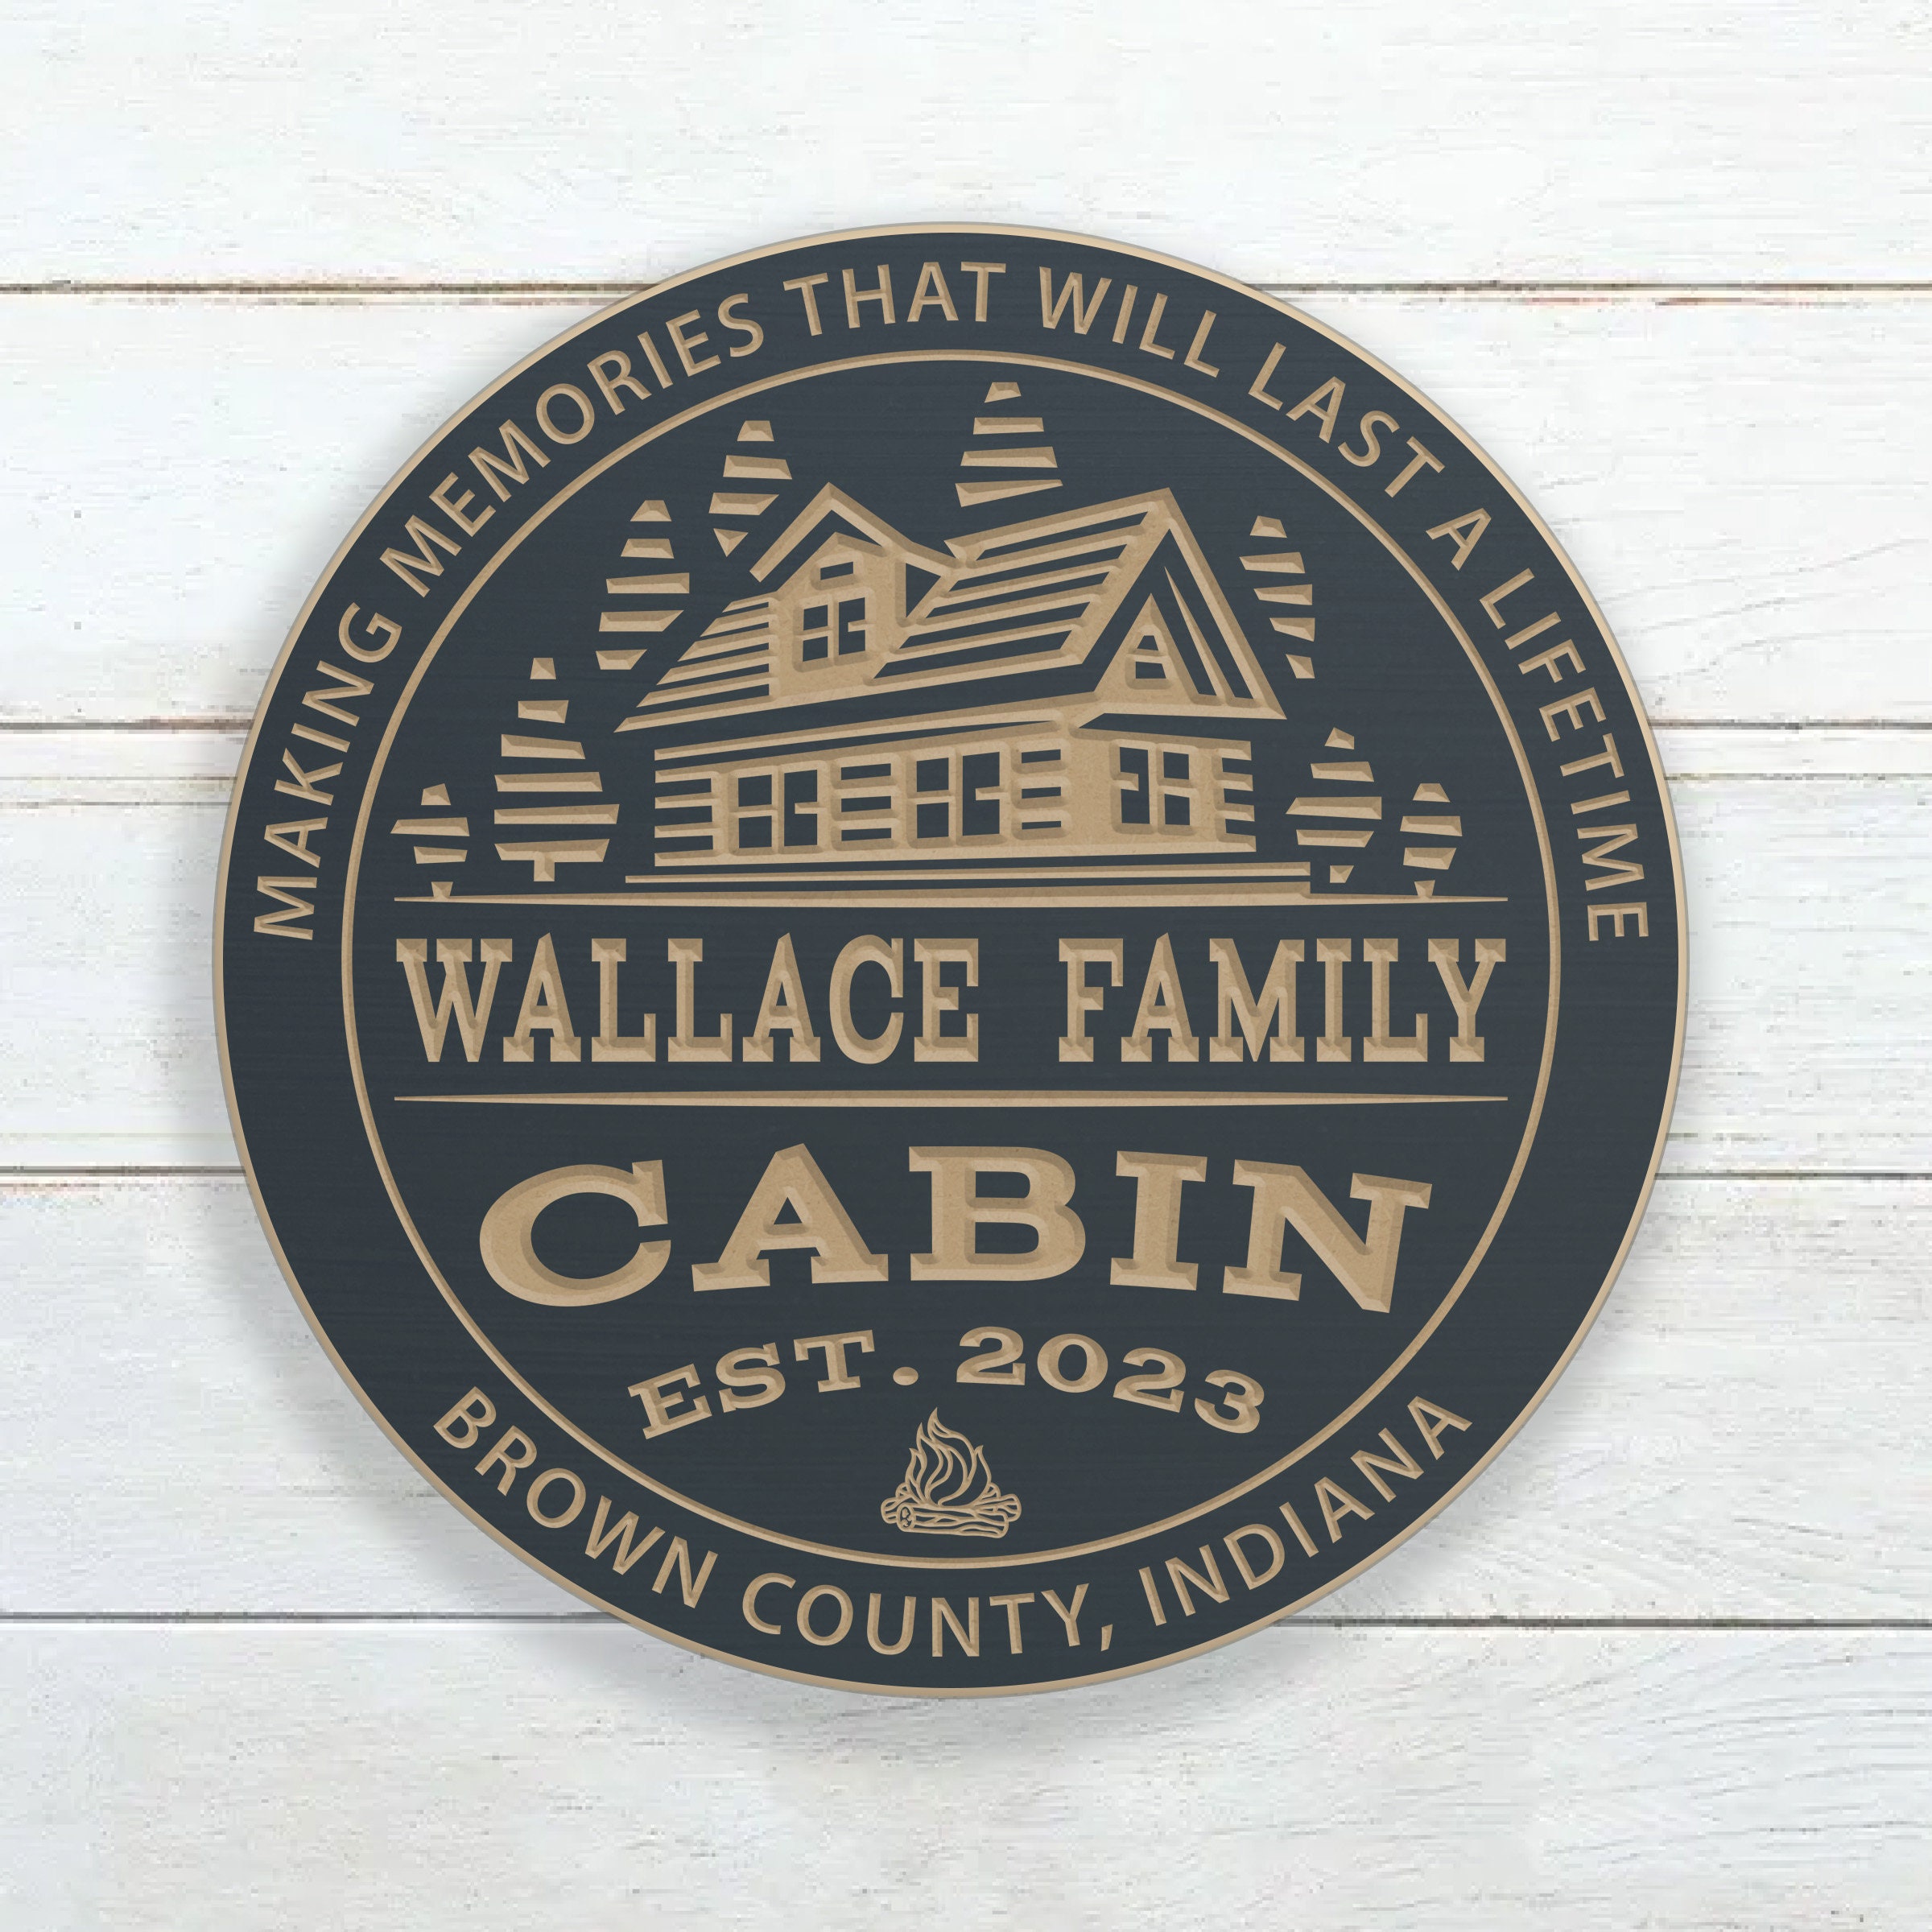 MAKING MEMORIES THAT WILL LAST A LIFETIME
WALLACE FAMILY
CABIN
EST. 2023
BROWN COUNTY, INDIANA